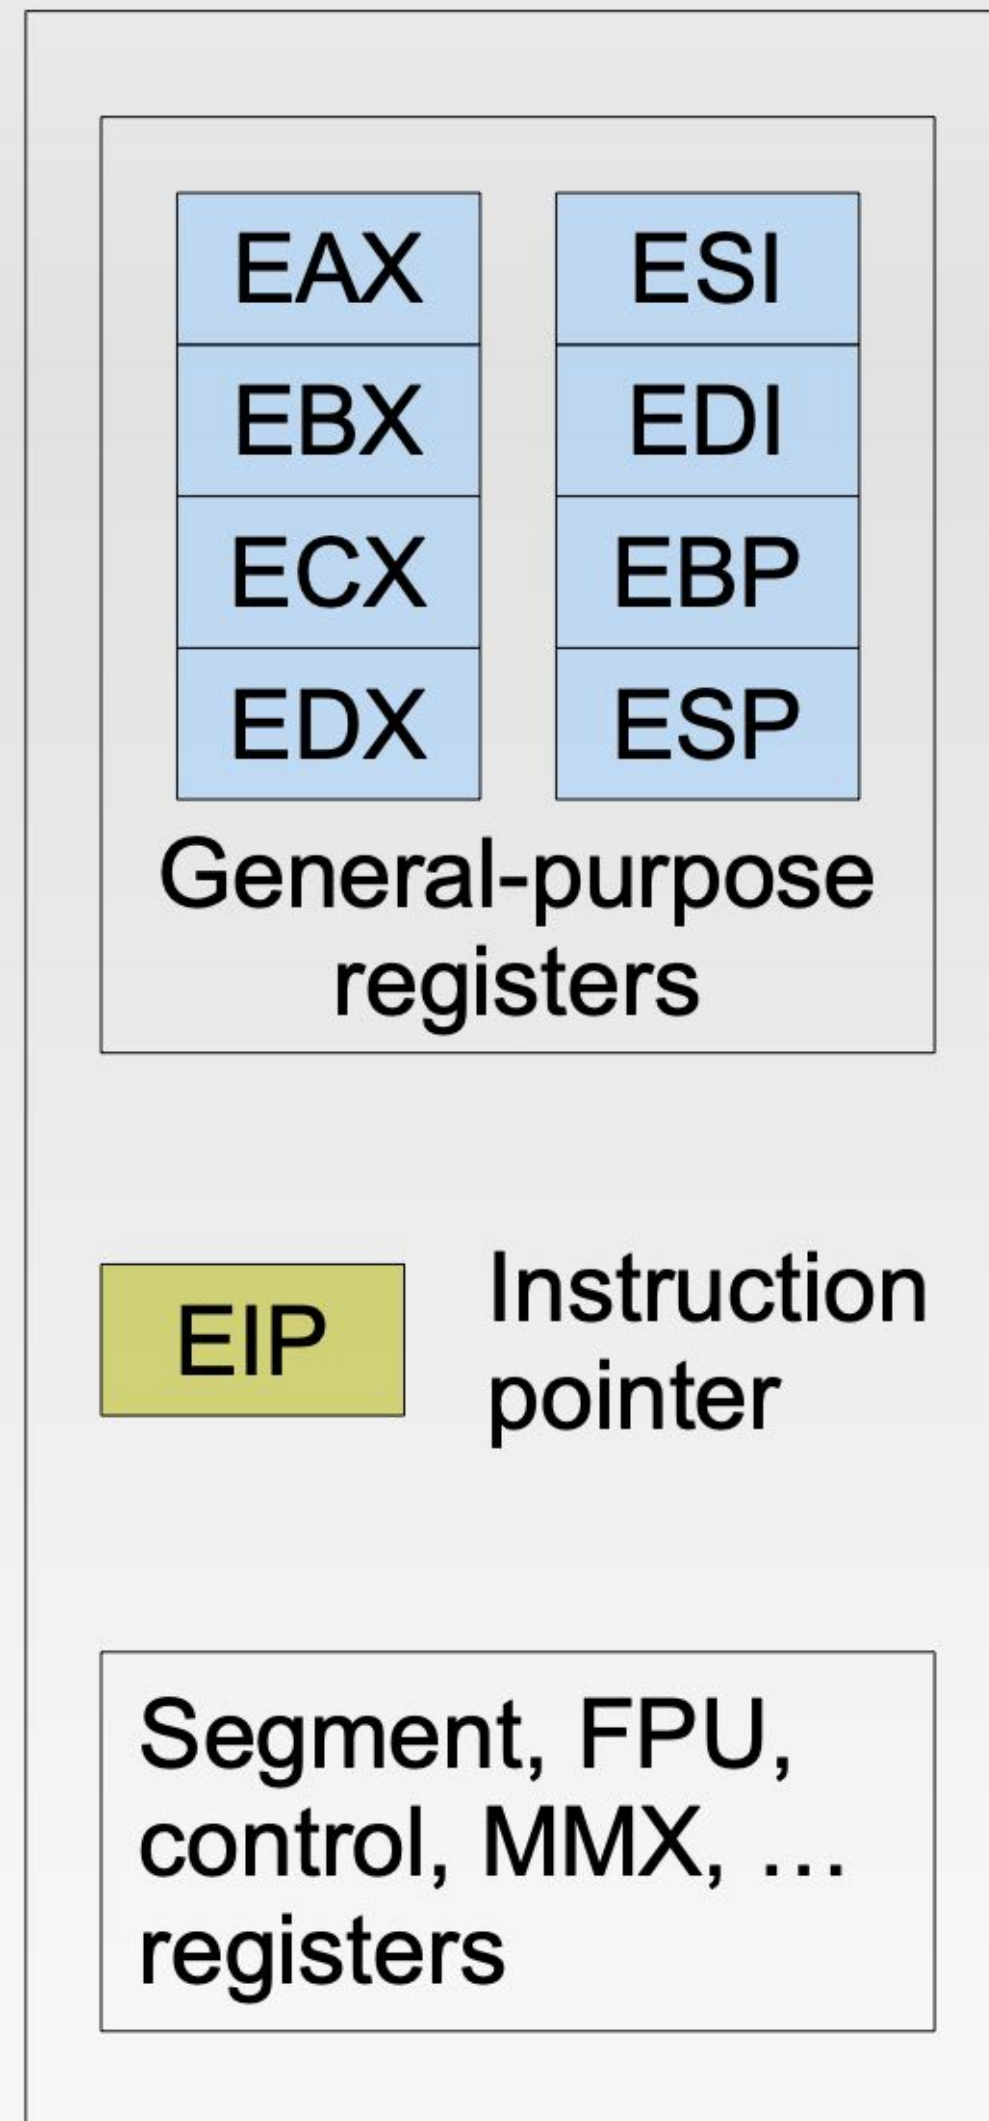 EAX
EBX
ECX
EDX
ESI
EDI
EBP
ESP
General-purpose
registers
EIP
Instruction
pointer
Segment, FPU,
control, MMX, …
registers